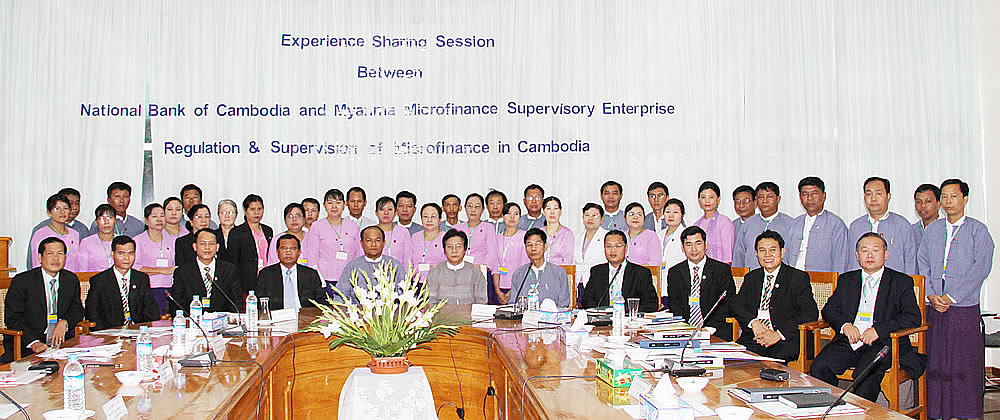 Experience Sharing Session
Between
National Bank of Cambodia and Myanma Microfinance Supervisory Enterprise
Regulation & Supervision of Microfinance in Cambodia